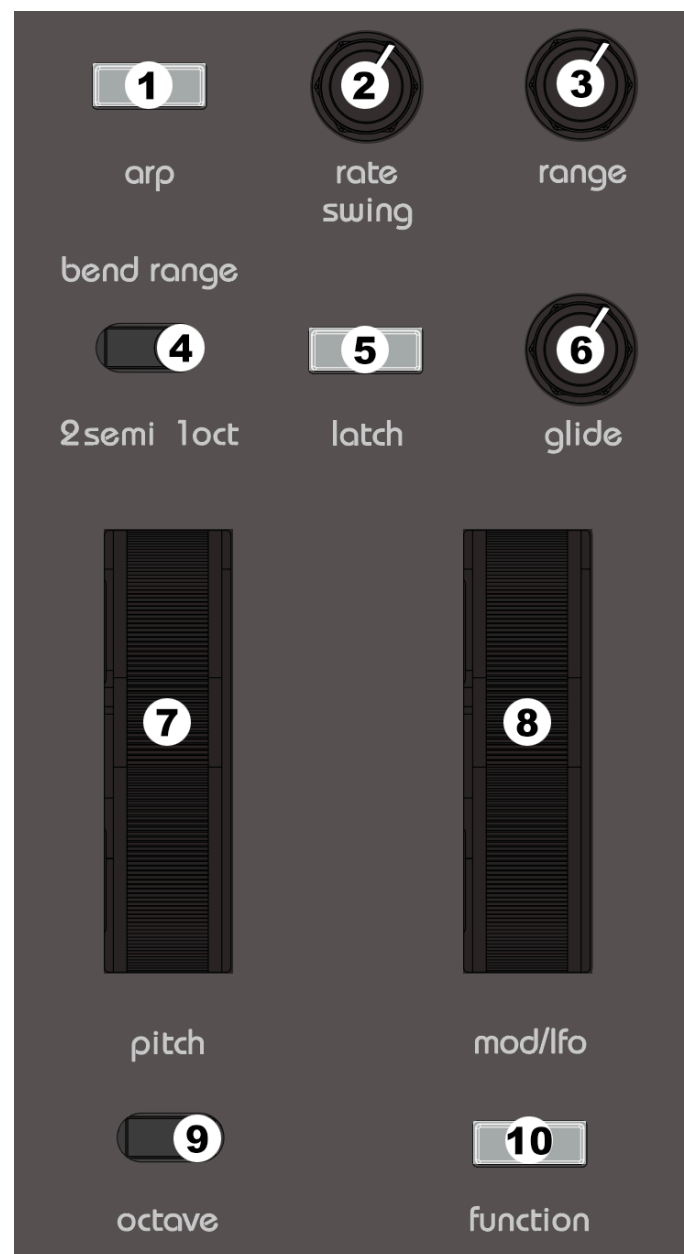 1 2 3
arp rate range
swing
bend range
4 5 6
2semi 1oct latch glide
7 8
pitch mod/lfo
9 10
octave function